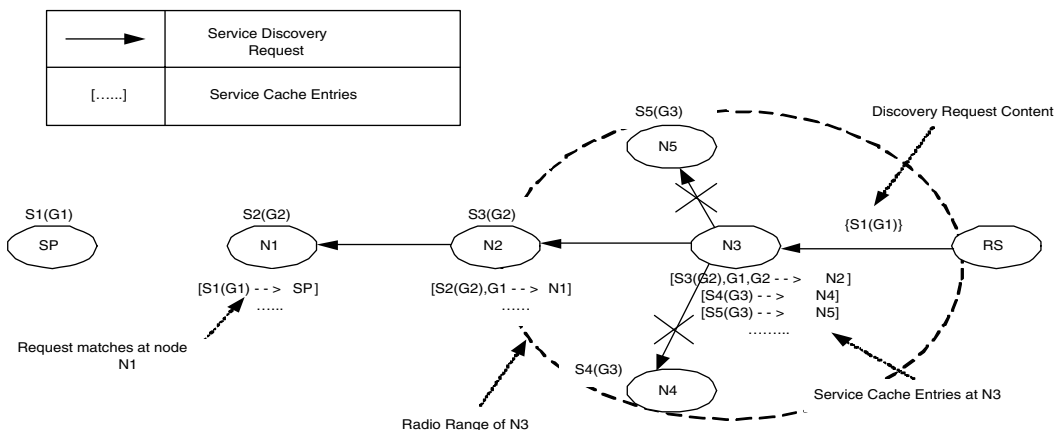 Service Discovery
Request
[......]
Service Cache Entries
Discovery Request Content
S5(G3)
N5
S1(G1)
SP
S2(G2)
N1
S3(G2)
N2
N3
{S1(G1)}
RS
[S1(G1) - -> SP]
......
[S2(G2),G1 - -> N1]
......
[S3(G2),G1,G2 - -> N2]
[S4(G3) - -> N4]
[S5(G3) - -> N5]
.........
Request matches at node
N1
S4(G3)
N4
Service Cache Entries at N3
Radio Range of N3